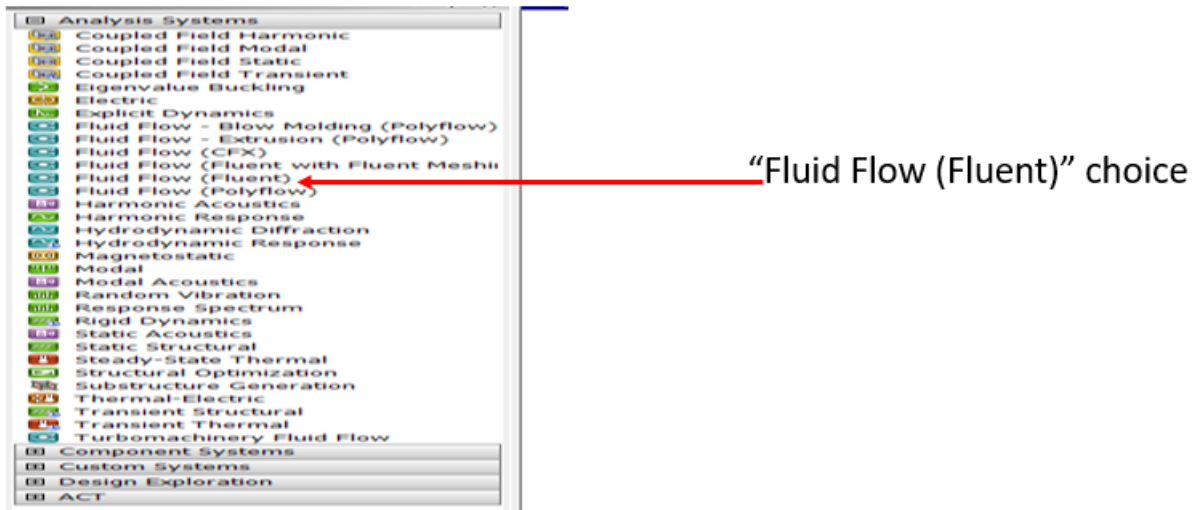 Analysis Systems
Coupled Field Harmonic
Coupled Field Modal
Coupled Field Static
Coupled Field Transient
Eigenvalue Buckling
Electric
Explicit Dynamics
Fluid Flow - Blow Molding (Polyflow)
Fluid Flow - Extrusion (Polyflow)
Fluid Flow (CFX)
Fluid Flow (Fluent with Fluent Meshin
Fluid Flow (Fluent)
"Fluid Flow (Fluent)" choice
Fluid Flow (Polyflow)
Harmonic Acoustics
Harmonic Response
Hydrodynamic Diffraction
Hydrodynamic Response
Magnetostatic
Modal
Modal Acoustics
Random Vibration
Response Spectrum
Rigid Dynamics
Static Acoustics
Static Structural
Steady-State Thermal
Structural Optimization
Substructure Generation
Thermal-Electric
Transient Structural
Transient Thermal
Turbomachinery Fluid Flow
Component Systems
Custom Systems
Design Exploration
ACT